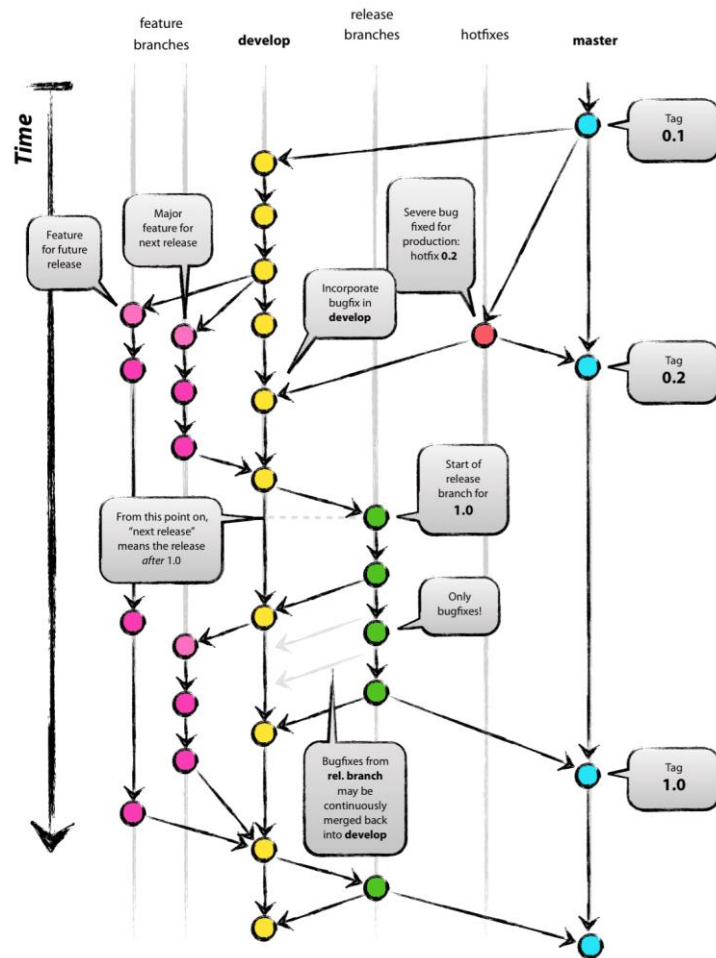 feature
branches
develop
release
branches
hotfixes
master
Time
Tag
0.1
Feature
for future
release
Major
feature for
next release
Severe bug
fixed for
production:
hotfix 0.2
Incorporate
bugfix in
develop
Tag
0.2
Start of
release
branch for
1.0
From this point on,
“next release”
means the release
after 1.0
Only
bugfixes!
Bugfixes from
rel. branch
may be
continuously
merged back
into develop
Tag
1.0